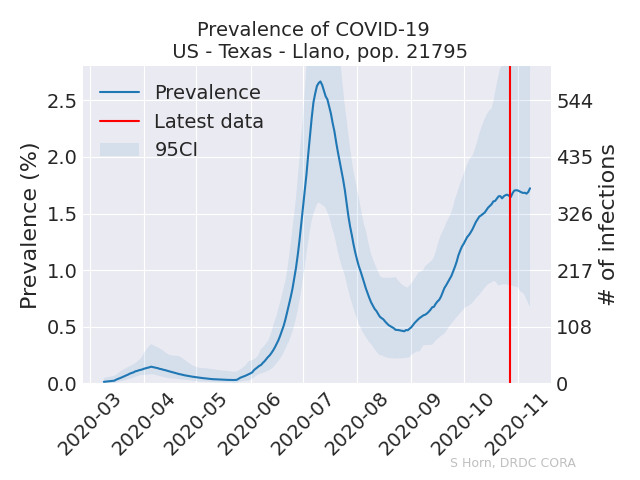 Prevalence of COVID-19
US - Texas - Llano, pop. 21795
Prevalence (%)
2.5
2.0
1.5
1.0
0.5
0.0
Prevalence
Latest data
95CI
544
435
326
217
108
0
# of infections
2020-03
2020-04
2020-05
2020-06
2020-07
2020-08
2020-09
2020-10
2020-11
S Horn, DRDC CORA